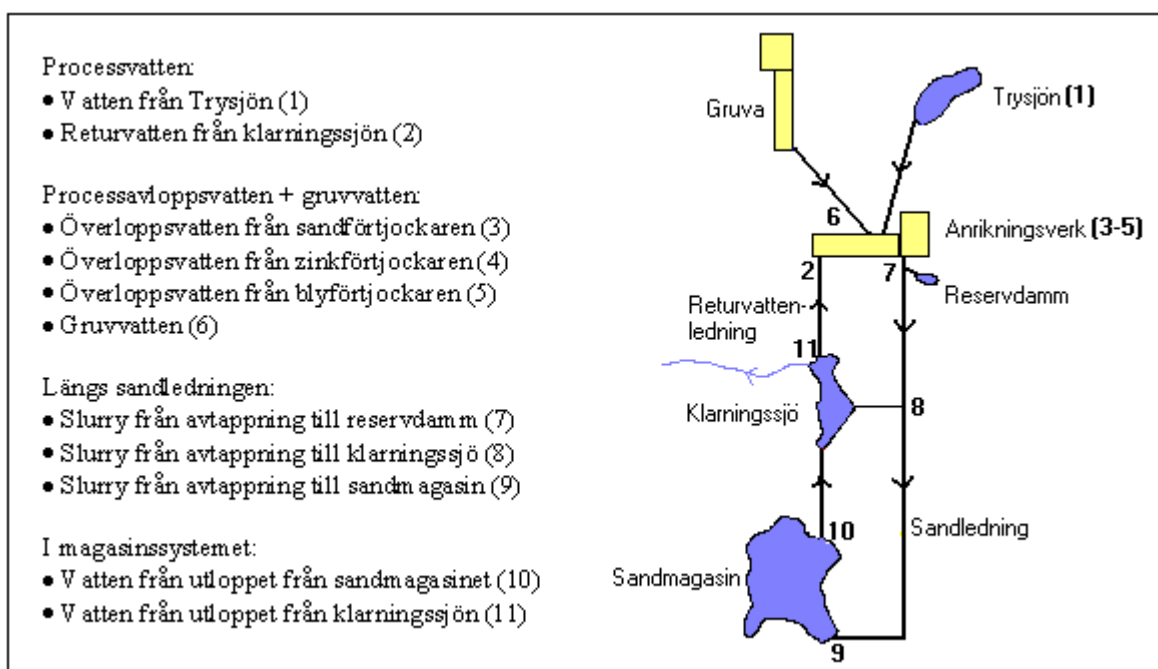 Processvatten:
• Vatten från Trysjön (1)
• Returvatten från klarningssjön (2)
Processavloppsvatten + gruvvatten:
• Överloppsvatten från sandförtjockaren (3)
• Överloppsvatten från zinkförtjockaren (4)
• Överloppsvatten från blyförtjockaren (5)
• Gruvvatten (6)
Längs sandledningen:
• Slurry från avtappning till reservdamm (7)
• Slurry från avtappning till klarningssjö (8)
• Slurry från avtappning till sandmagasin (9)
I magasinssystemet:
• Vatten från utloppet från sandmagasinet (10)
• Vatten från utloppet från klarningssjön (11)
Gruva
Trysjön (1)
6
Anrikningsverk (3-5)
2
7
Reservdamm
Returvatten-
ledning
11
Klarningssjö
8
10
Sandledning
Sandmagasin
9